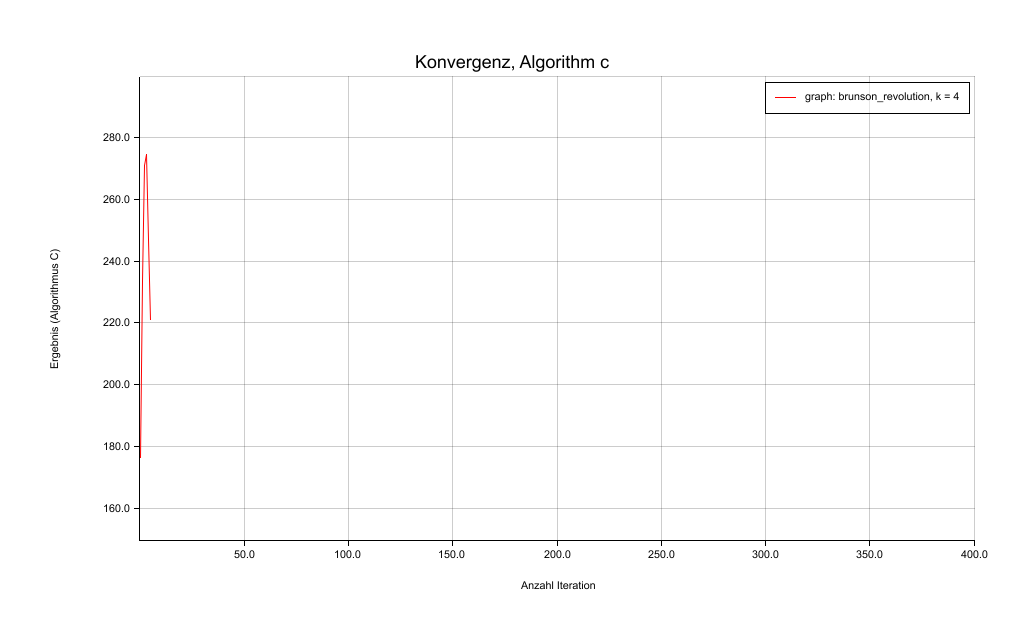 Konvergenz, Algorithm c
graph: brunson_revolution, k = 4
280.0
260.0
240.0
220.0
200.0
180.0
160.0
Ergebnis (Algorithmus C)
50.0 100.0 150.0 200.0 250.0 300.0 350.0 400.0
Anzahl Iteration